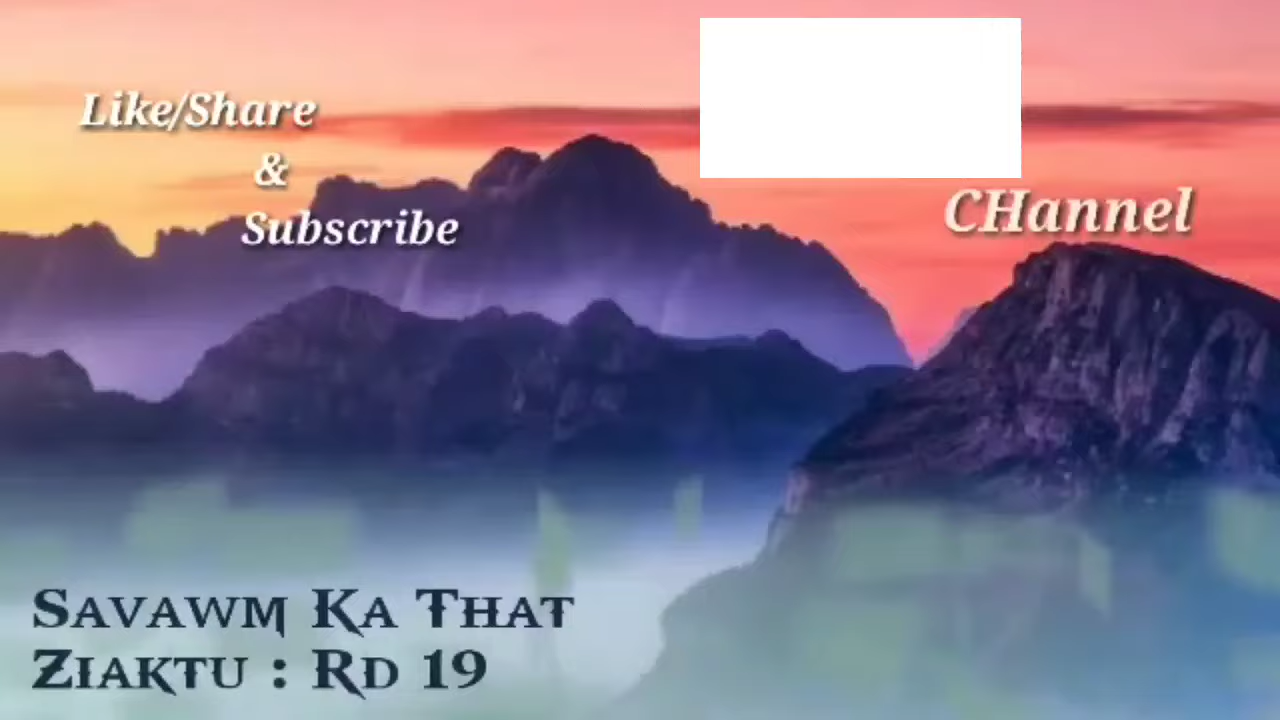 Like/Share
&
Subscribe
CHannel
Savawm Ka That
Ziaktu : Rd 19